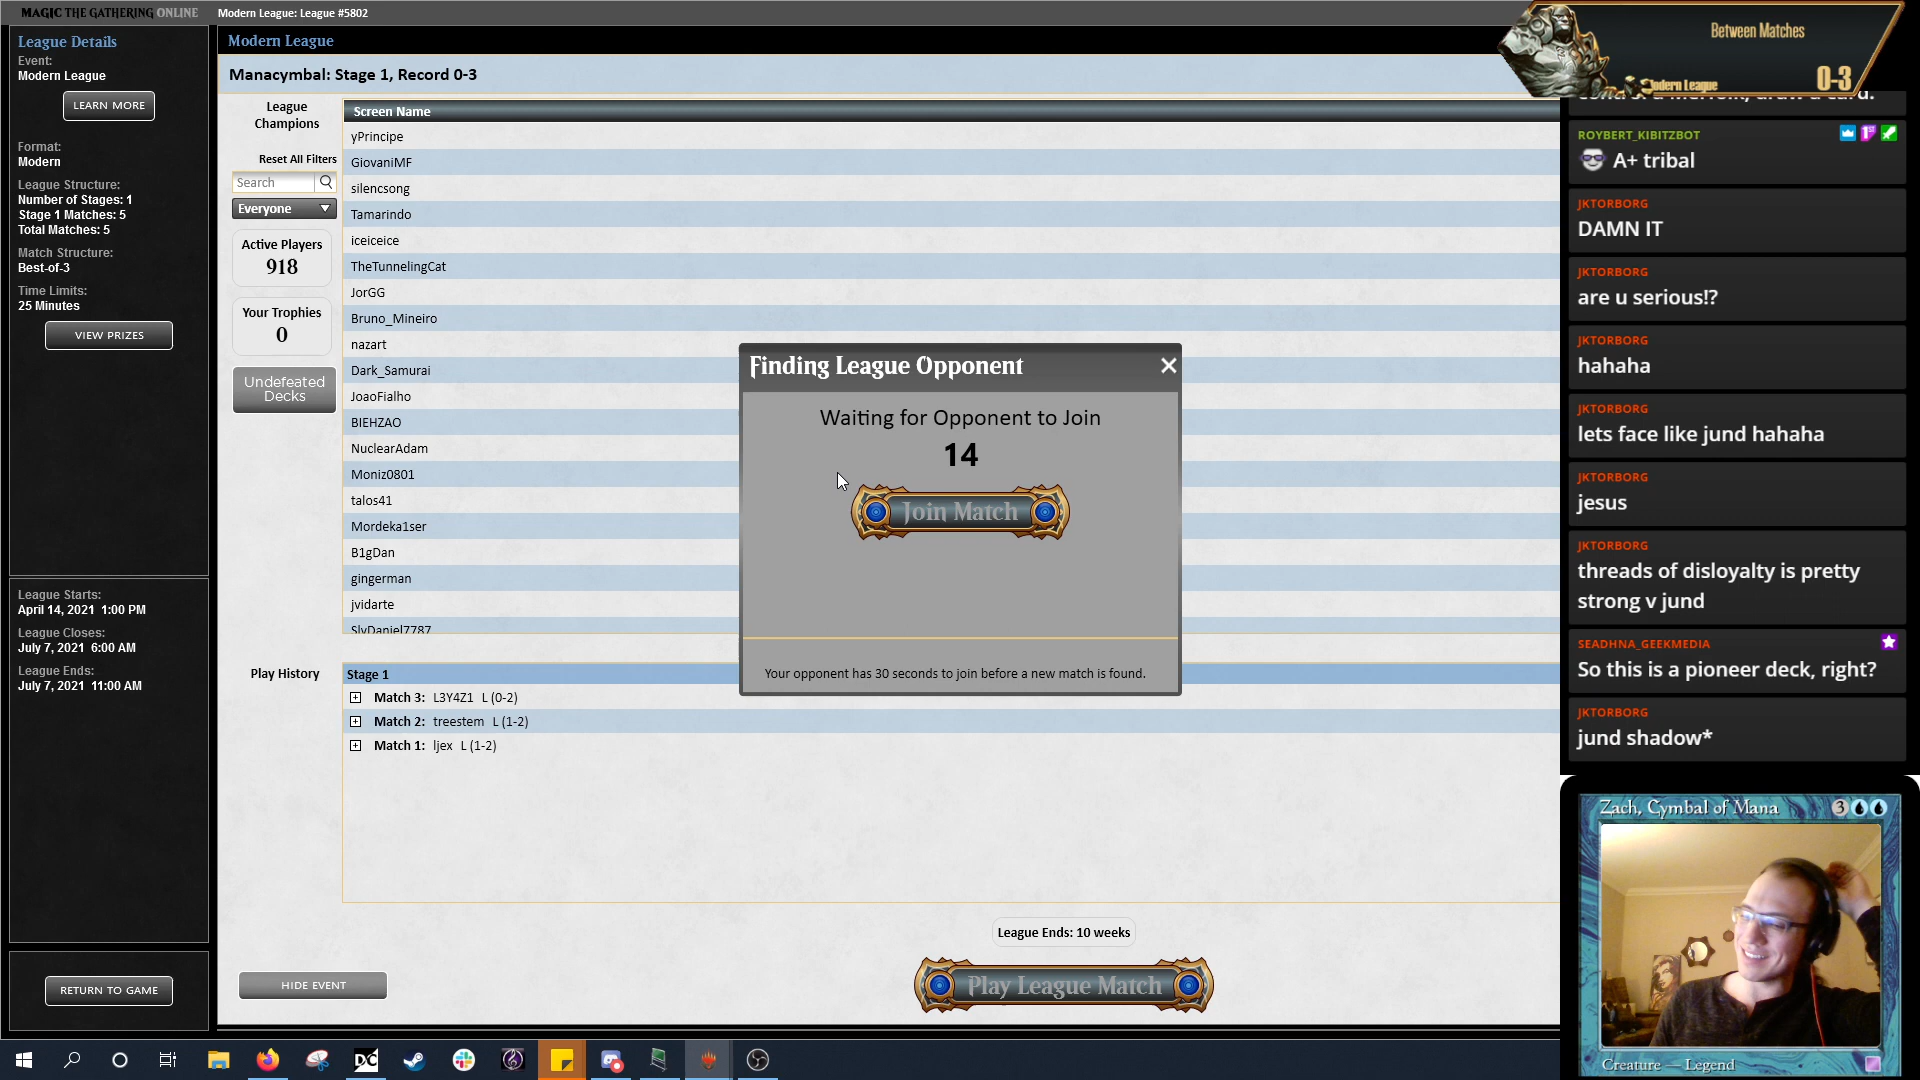 MAGIC THE GATHERING ONLINE
Modern League: League #5802
League Details
Event:
Modern League
LEARN MORE
Format:
Modern
League Structure:
Number of Stages: 1
Stage 1 Matches: 5
Total Matches: 5
Match Structure:
Best-of-3
Time Limits:
25 Minutes
VIEW PRIZES
League Starts:
April 14, 2021 1:00 PM
League Closes:
July 7, 2021 6:00 AM
League Ends:
July 7, 2021 11:00 AM
RETURN TO GAME
Modern League
Manacymbal: Stage 1, Record 0-3
League
Champions
Reset All Filters
Search
Everyone
Active Players
918
Your Trophies
0
Undefeated
Decks
Screen Name
yPrincipe
GiovaniMF
silencsong
Tamarindo
iceiceice
TheTunnelingCat
JorGG
Bruno_Mineiro
nazart
Dark_Samurai
JoaoFialho
BIEHZAO
NuclearAdam
Moniz0801
talos41
Mordeka1ser
B1gDan
gingerman
jvidarte
SlyDaniel7787
Finding League Opponent
Waiting for Opponent to Join
14
Join Match
Your opponent has 30 seconds to join before a new match is found.
Play History
Stage 1
Match 3: L3Y4Z1 L (0-2)
Match 2: treestem L (1-2)
Match 1: ljex L (1-2)
League Ends: 10 weeks
HIDE EVENT
Play League Match
Between Matches
Modern League
0-3
draw a card.
ROYBERT_KIBITZBOT
A+ tribal
JKTORBORG
DAMN IT
JKTORBORG
are u serious!?
JKTORBORG
hahaha
JKTORBORG
lets face like jund hahaha
JKTORBORG
jesus
JKTORBORG
threads of disloyalty is pretty
strong v jund
SEADHNA_GEEKMEDIA
So this is a pioneer deck, right?
JKTORBORG
jund shadow*
Zach, Cymbal of Mana 3
Creature — Legend
DC